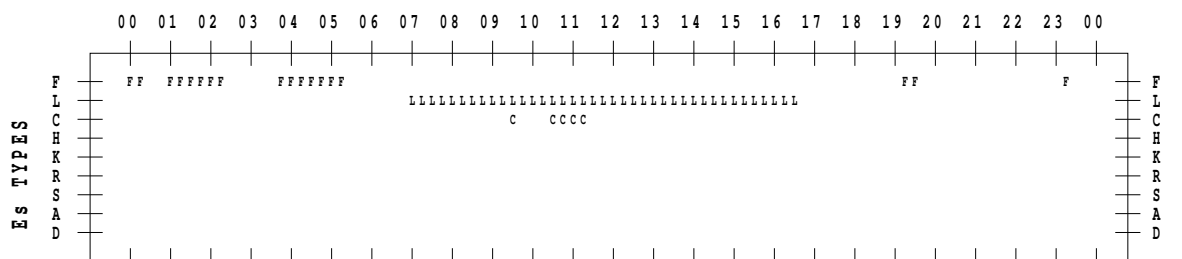 00 01 02 03 04 05 06 07 08 09 10 11 12 13 14 15 16 17 18 19 20 21 22 23 00
Es TYPES
F FF FFFFFF FFFFFFF FF F F
L LLLLLLLLLLLLLLLLLLLLLLLLLLLLLLLLLLLLLLL L
C C CCCC C
H H
K K
R R
S S
A A
D D